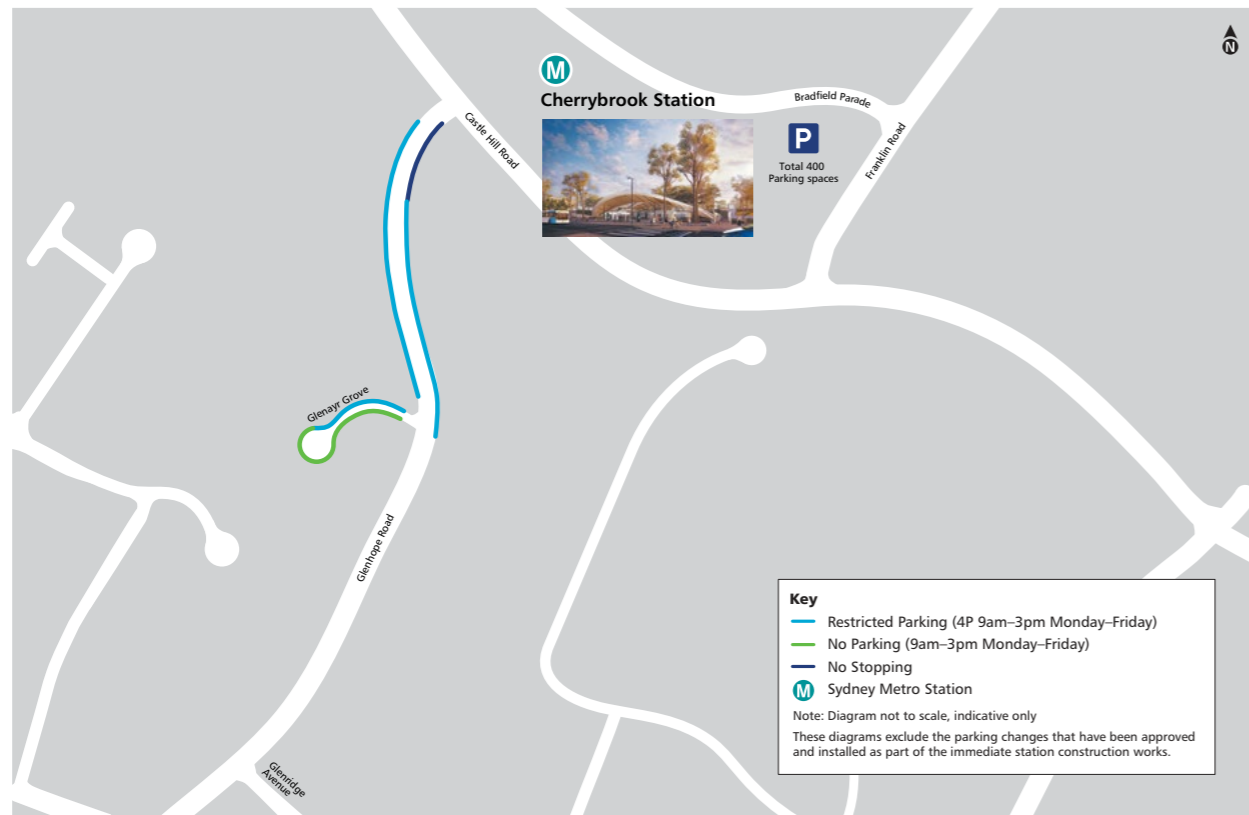 N
M
Cherrybrook Station
Bradfield Parade
P
Total 400
Parking spaces
Castle Hill Road
Franklin Road
Glenayr Grove
Glenhope Road
Glenridge
Avenue
Key
Restricted Parking (4P 9am–3pm Monday–Friday)
No Parking (9am–3pm Monday–Friday)
No Stopping
M Sydney Metro Station
Note: Diagram not to scale, indicative only
These diagrams exclude the parking changes that have been approved
and installed as part of the immediate station construction works.